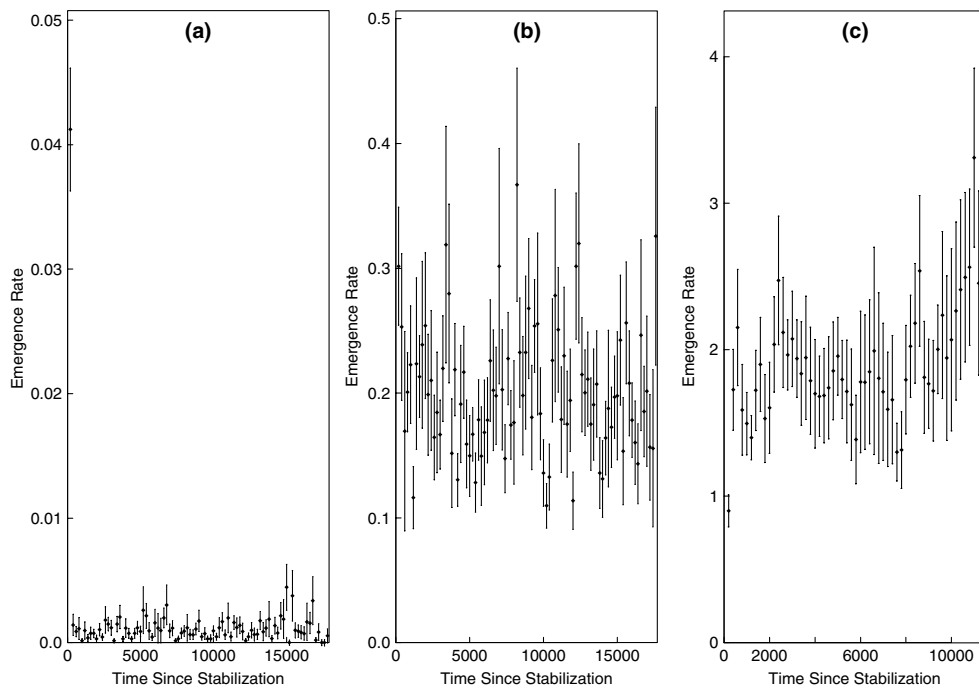 (a)
Emergence Rate
0.05
0.04
0.03
0.02
0.01
0.0
0 5000 10000 15000
Time Since Stabilization
(b)
Emergence Rate
0.5
0.4
0.3
0.2
0.1
0.0
0 5000 10000 15000
Time Since Stabilization
(c)
Emergence Rate
4
3
2
1
0
0 2000 6000 10000
Time Since Stabilization